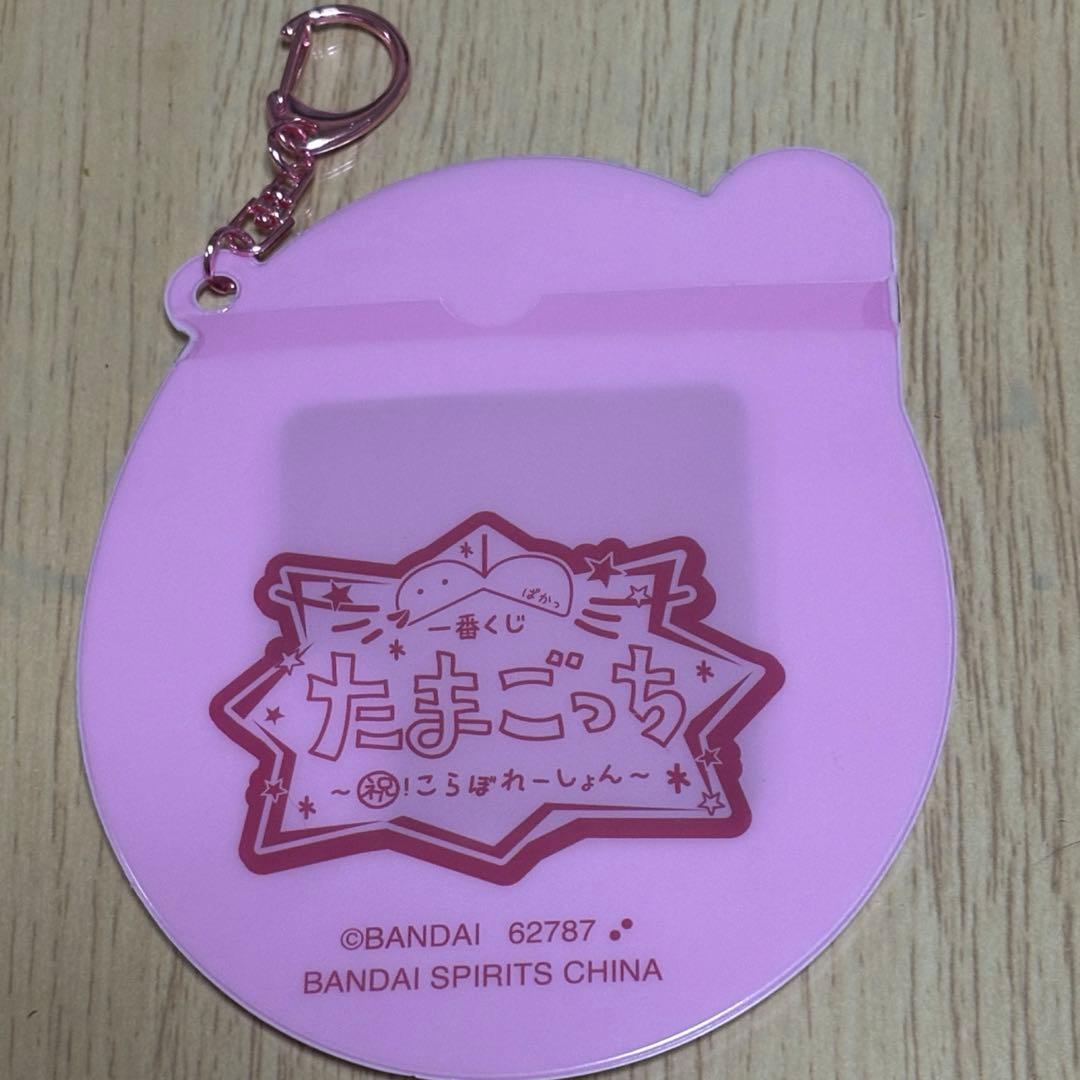 ぱかっ
一番くじ
たまごっち
~㊗!こらぼれーしょん~
©BANDAI 62787
BANDAI SPIRITS CHINA